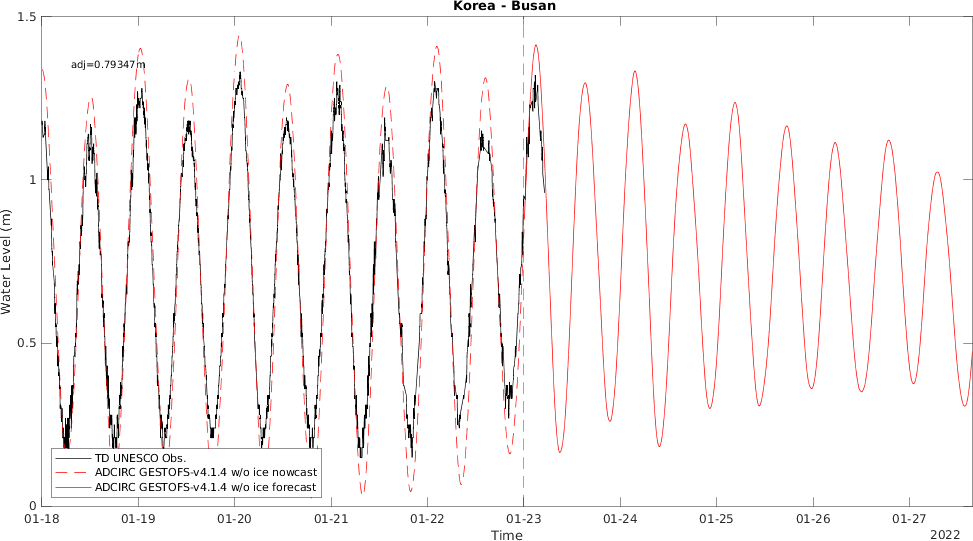 Korea - Busan
1.5
adj=0.79347m
1
Water Level (m)
0.5
TD UNESCO Obs.
ADCIRC GESTOFS-v4.1.4 w/o ice nowcast
ADCIRC GESTOFS-v4.1.4 w/o ice forecast
0
01-18 01-19 01-20 01-21 01-22 01-23 01-24 01-25 01-26 01-27
Time
2022